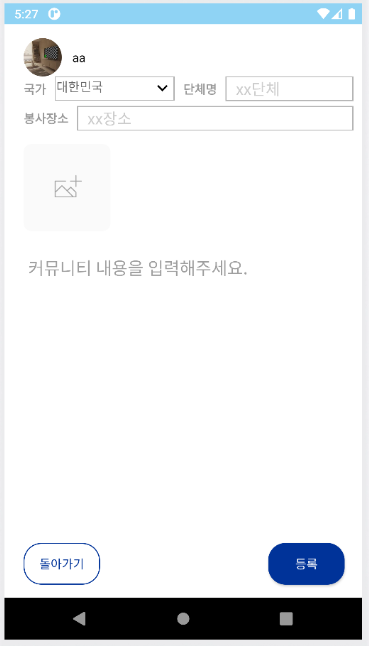 5:27
aa
국가 대한민국 단체명 xx단체
봉사장소 xx장소
커뮤니티 내용을 입력해주세요.
돌아가기 등록